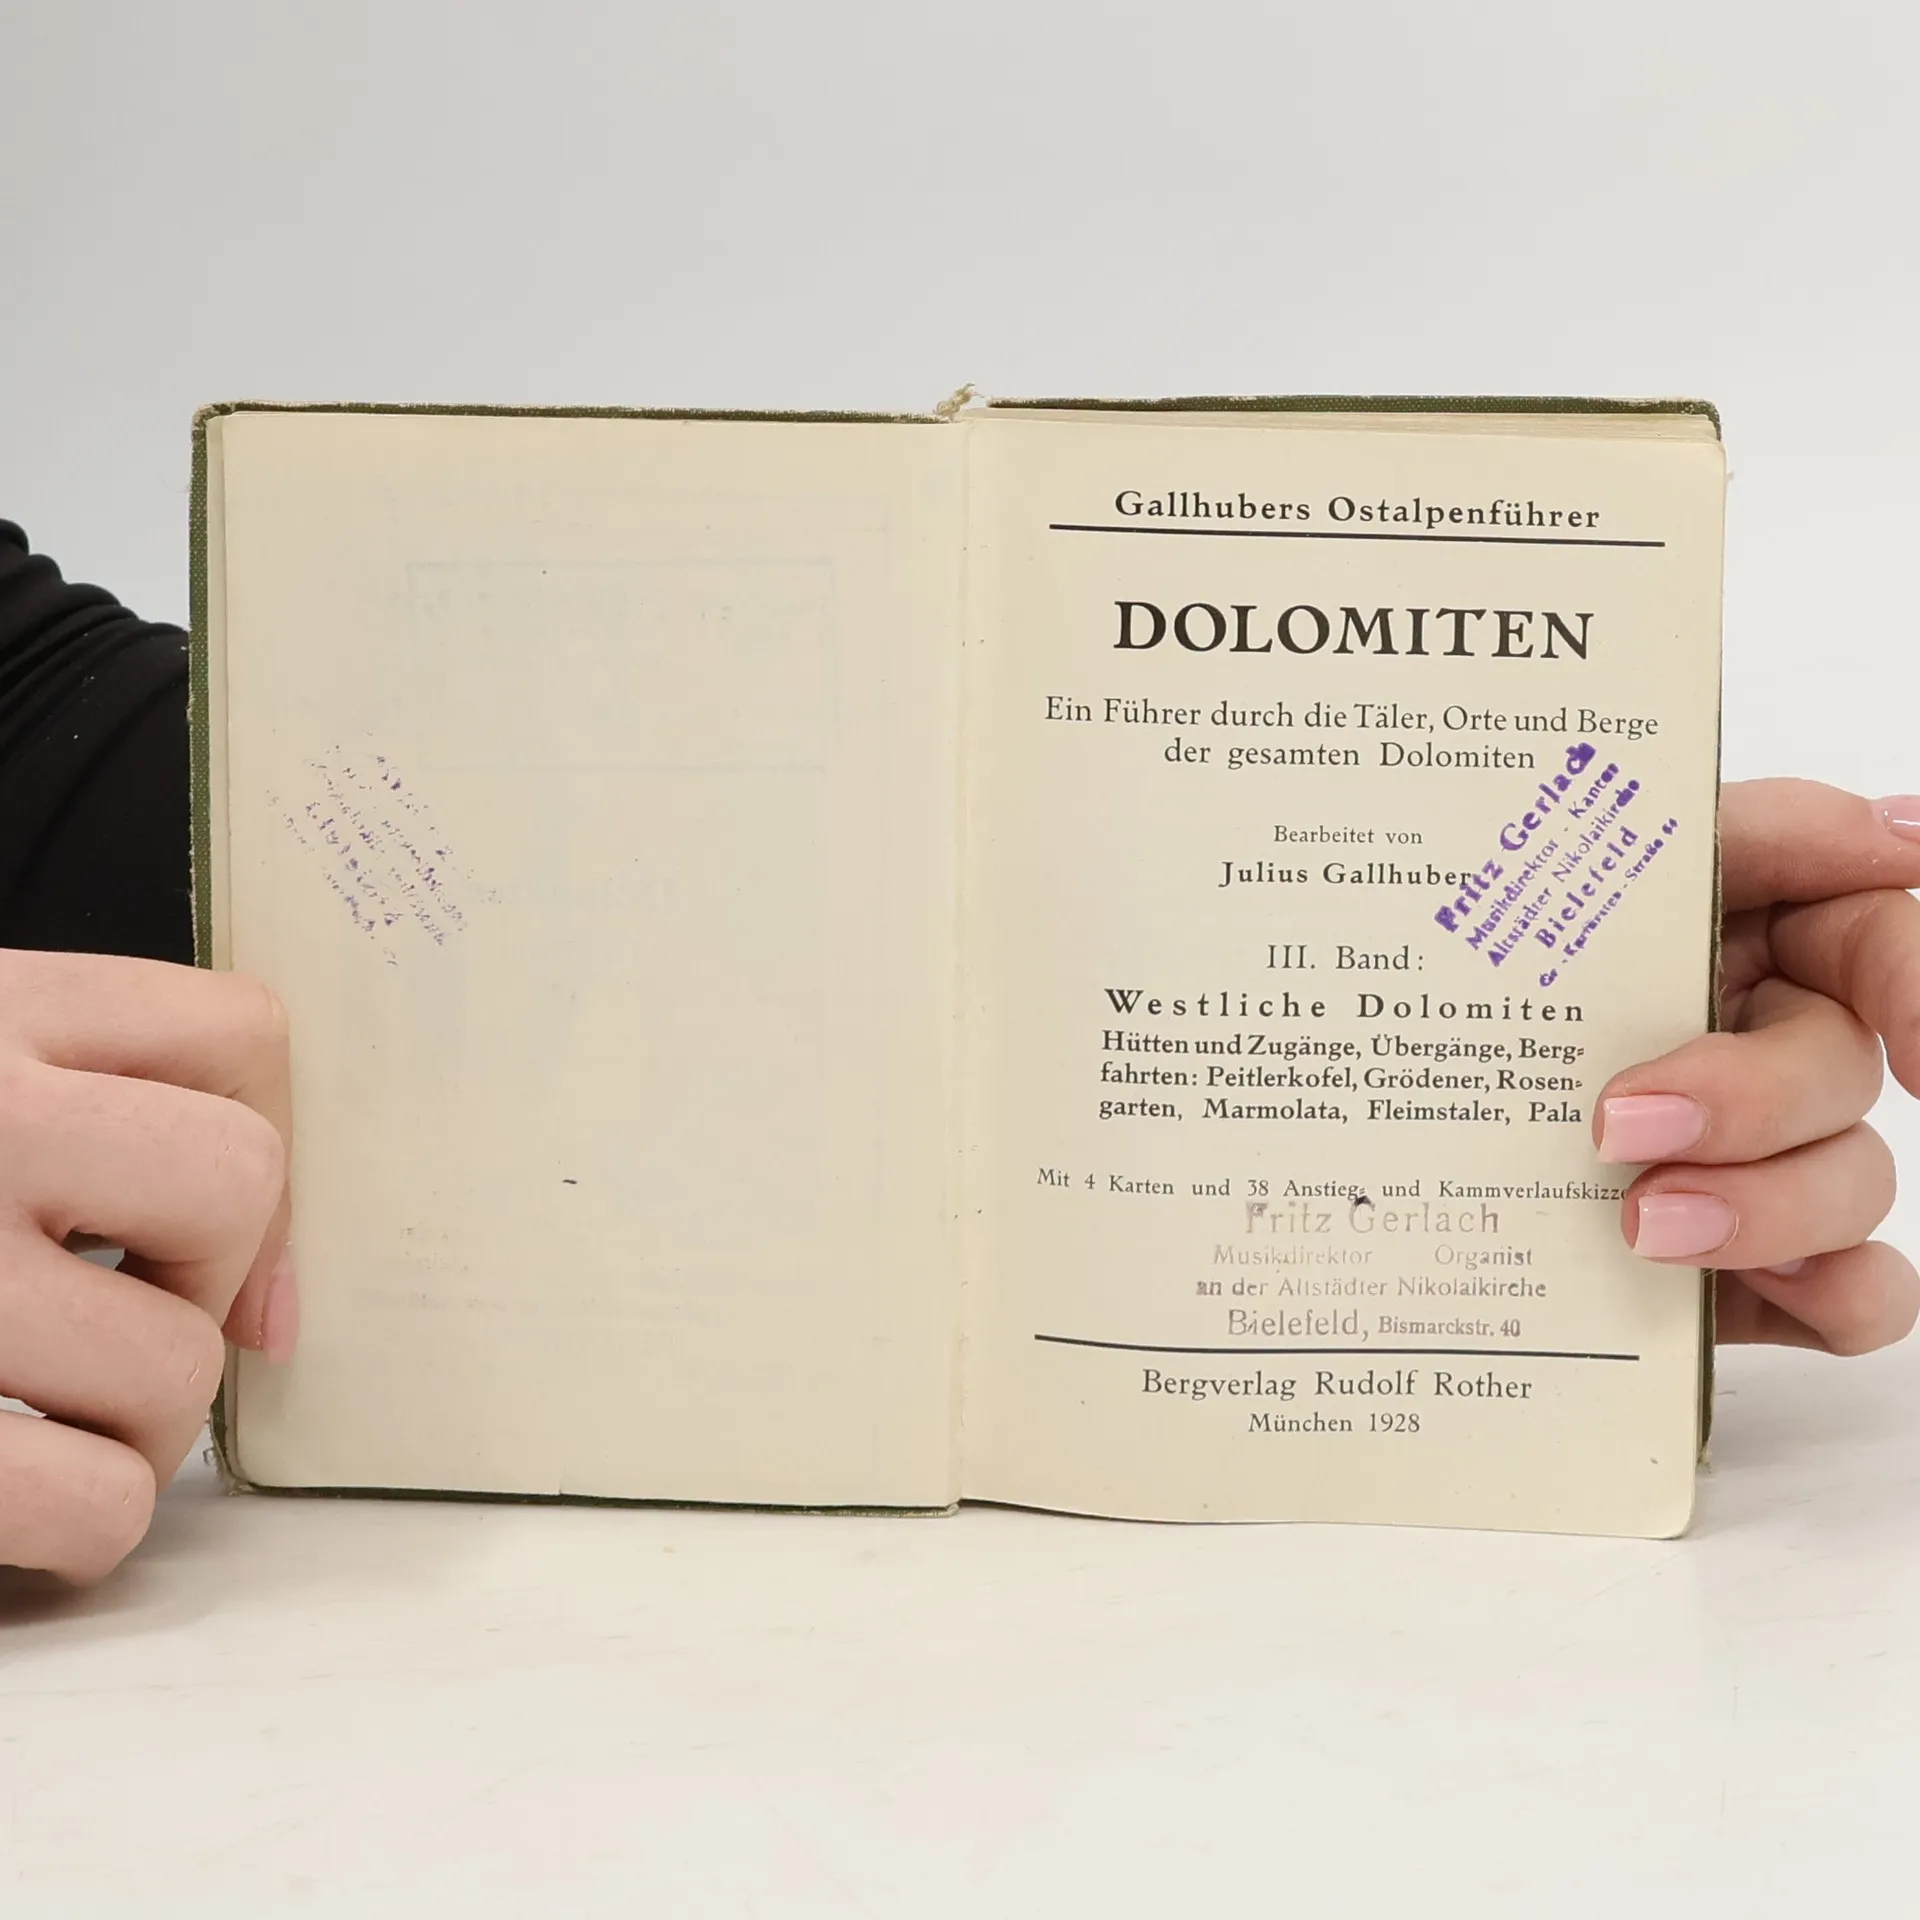 Gallhubers Ostalpenführer
DOLOMITEN
Ein Führer durch die Täler, Orte und Berge
der gesamten Dolomiten
Bearbeitet von
Julius Gallhuber
Fritz Gerlach
Musikdirektor - Kantor
Altstädter Nikolaikirche
Bielefeld
III. Band:
Westliche Dolomiten
Hütten und Zugänge, Übergänge, Berg-
fahrten: Peitlerkofel, Grödener, Rosen-
garten, Marmolata, Fleimstaler, Pala
Mit 4 Karten und 38 Anstieg- und Kammverlaufskizze
Fritz Gerlach
Musikdirektor Organist
an der Altstädter Nikolaikirche
Bielefeld, Bismarckstr. 40
Bergverlag Rudolf Rother
München 1928